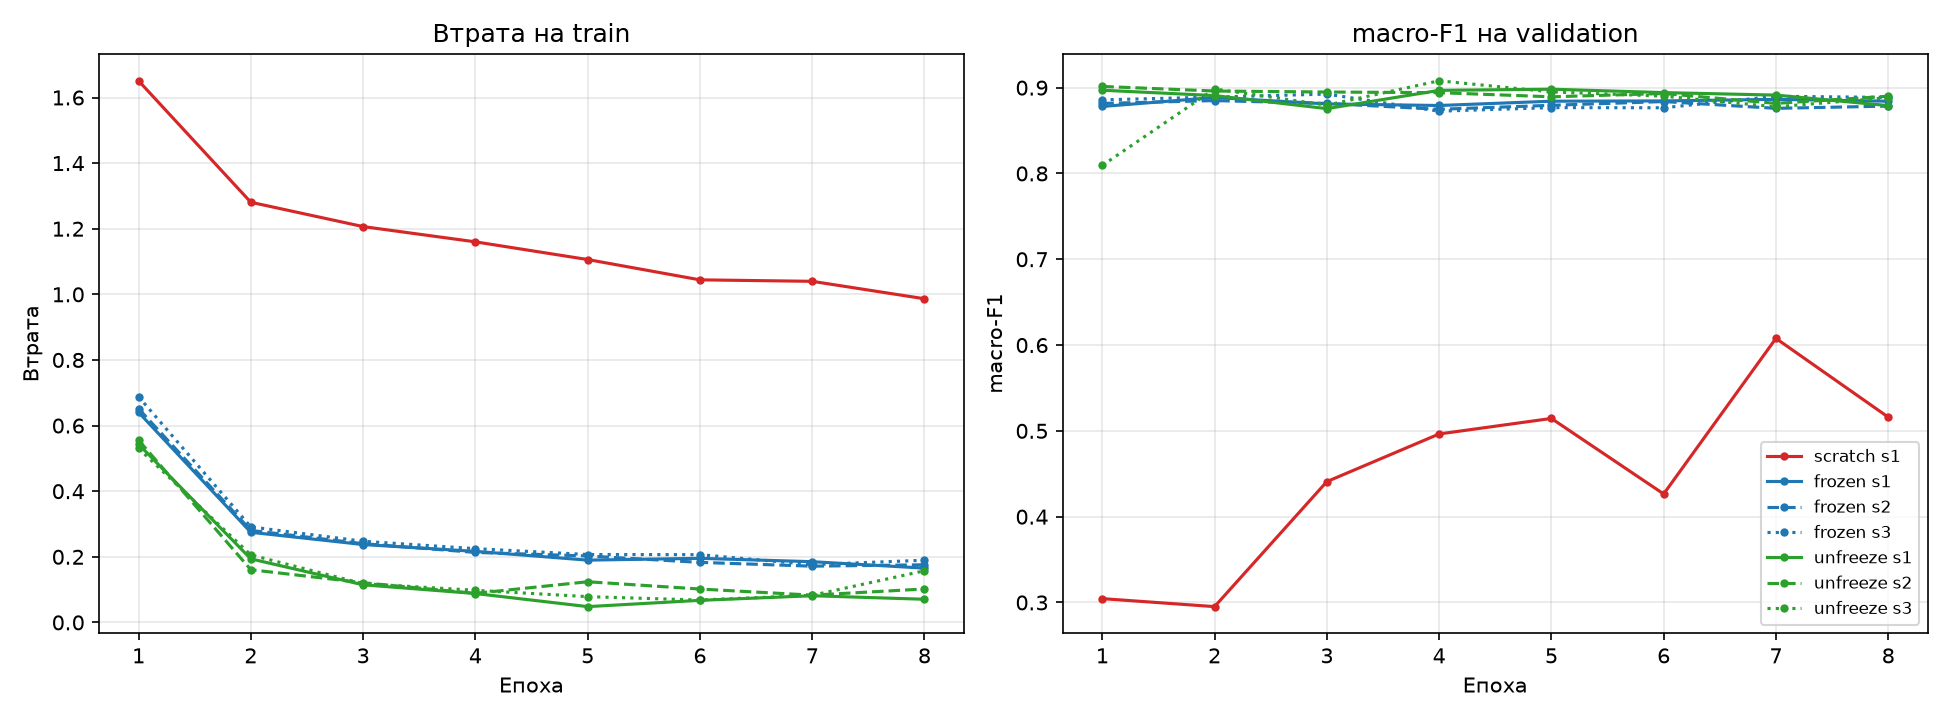 Втрата на train
Втрата
1.6
1.4
1.2
1.0
0.8
0.6
0.4
0.2
0.0
1 2 3 4 5 6 7 8
Епоха
macro-F1 на validation
macro-F1
0.9
0.8
0.7
0.6
0.5
0.4
0.3
1 2 3 4 5 6 7 8
Епоха
scratch s1
frozen s1
frozen s2
frozen s3
unfreeze s1
unfreeze s2
unfreeze s3